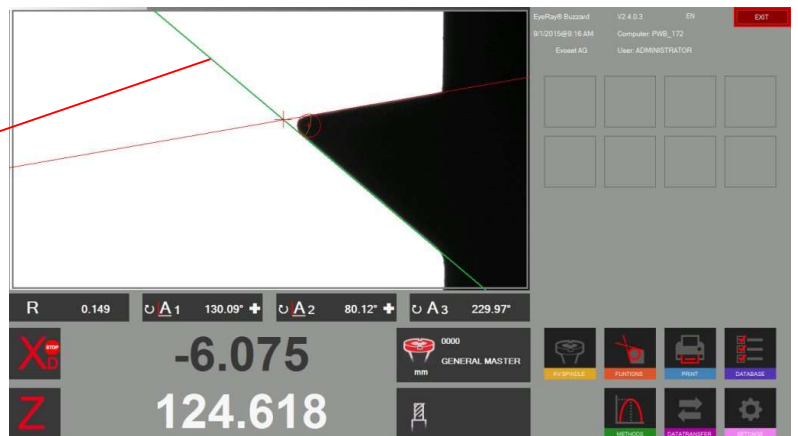 EyeRay® Buzzard V2.4.0.3 EN EXIT
9/1/2015@8:16 AM Computer: PWB_172
Evoset AG User: ADMINISTRATOR
R 0.149 A1 130.09° A2 80.12° A3 229.97°
X STOP D -6.075 mm 0000
GENERAL MASTER
Z 124.618
KV SPINDLE FUNTIONS PRINT DATABASE
METHODS DATATRANSFER SETTINGS